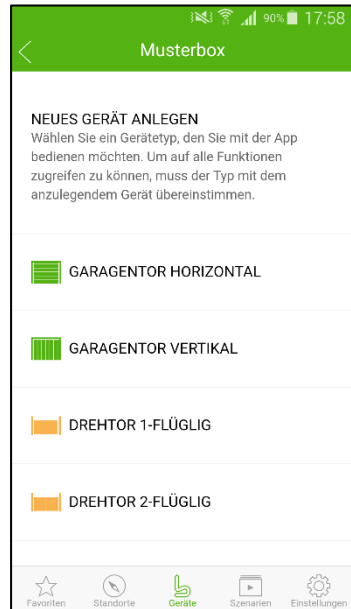 90% 17:58
Musterbox
NEUES GERÄT ANLEGEN
Wählen Sie ein Gerätetyp, den Sie mit der App
bedienen möchten. Um auf alle Funktionen
zugreifen zu können, muss der Typ mit dem
anzulegendem Gerät übereinstimmen.
GARAGENTOR HORIZONTAL
GARAGENTOR VERTIKAL
DREHTOR 1-FLÜGLIG
DREHTOR 2-FLÜGLIG
Favoriten Standorte Geräte Szenarien Einstellungen